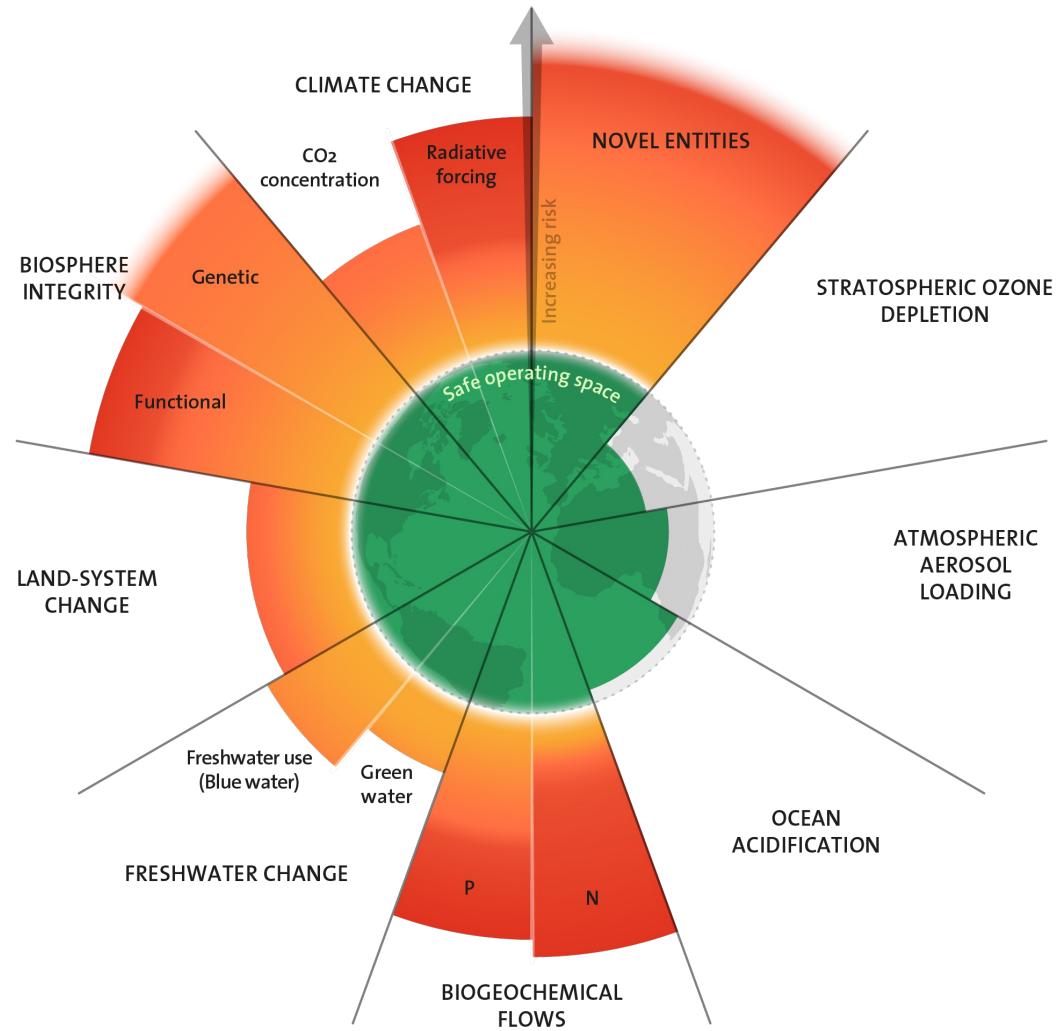 CLIMATE CHANGE
CO2
concentration
Radiative
forcing
NOVEL ENTITIES
Increasing risk
BIOSPHERE
INTEGRITY
Genetic
Functional
STRATOSPHERIC OZONE
DEPLETION
Safe operating space
ATMOSPHERIC
AEROSOL
LOADING
LAND-SYSTEM
CHANGE
Freshwater use
(Blue water)
Green
water
FRESHWATER CHANGE
OCEAN
ACIDIFICATION
P
N
BIOGEOCHEMICAL
FLOWS